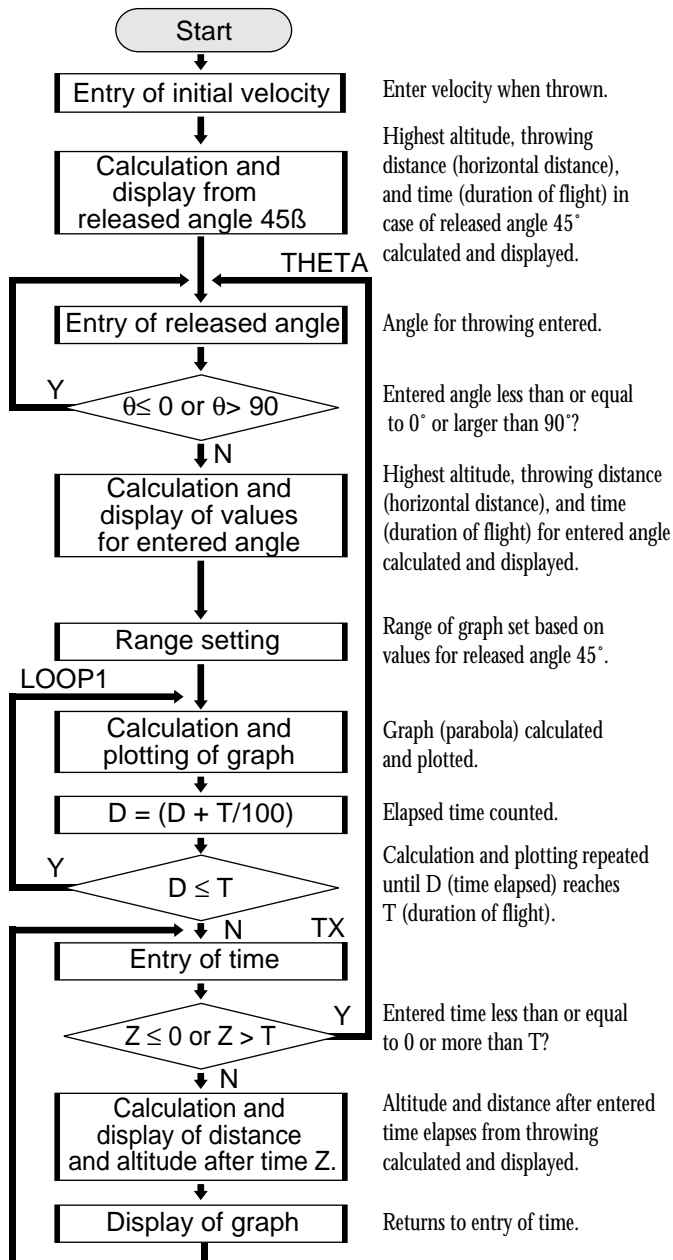 Start
Entry of initial velocity
Enter velocity when thrown.
Calculation and
display from
released angle 45ß
Highest altitude, throwing
distance (horizontal distance),
and time (duration of flight) in
case of released angle 45˚
calculated and displayed.
THETA
Entry of released angle
Angle for throwing entered.
Y
θ≤ 0 or θ> 90
Entered angle less than or equal
to 0˚ or larger than 90˚?
N
Calculation and
display of values
for entered angle
Highest altitude, throwing distance
(horizontal distance), and time
(duration of flight) for entered angle
calculated and displayed.
Range setting
Range of graph set based on
values for released angle 45˚.
LOOP1
Calculation and
plotting of graph
Graph (parabola) calculated
and plotted.
D = (D + T/100)
Elapsed time counted.
Y
D ≤ T
Calculation and plotting repeated
until D (time elapsed) reaches
T (duration of flight).
N
TX
Entry of time
Z ≤ 0 or Z > T
Y
Entered time less than or equal
to 0 or more than T?
N
Calculation and
display of distance
and altitude after time Z.
Altitude and distance after entered
time elapses from throwing
calculated and displayed.
Display of graph
Returns to entry of time.